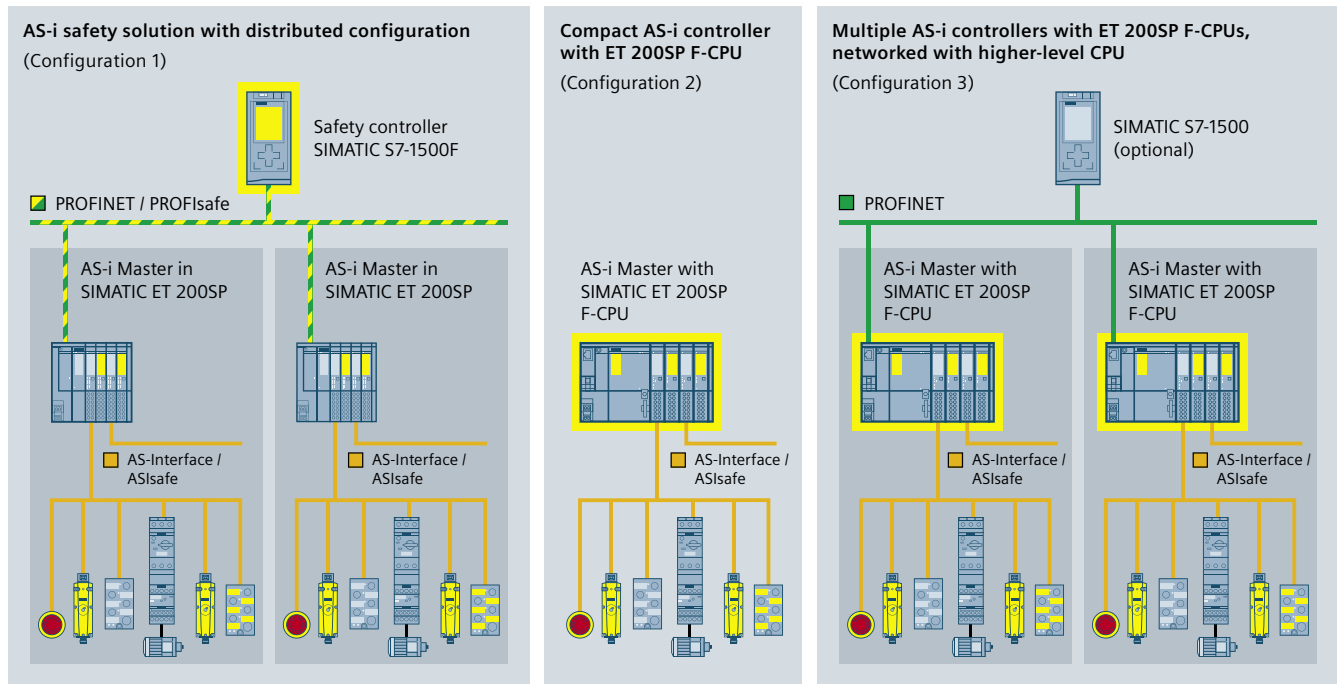 AS-i safety solution with distributed configuration
(Configuration 1)
Safety controller
SIMATIC S7-1500F
PROFINET / PROFIsafe
AS-i Master in
SIMATIC ET 200SP
AS-Interface /
ASIsafe
AS-i Master in
SIMATIC ET 200SP
AS-Interface /
ASIsafe
Compact AS-i controller
with ET 200SP F-CPU
(Configuration 2)
AS-i Master with
SIMATIC ET 200SP
F-CPU
AS-Interface /
ASIsafe
Multiple AS-i controllers with ET 200SP F-CPUs,
networked with higher-level CPU
(Configuration 3)
SIMATIC S7-1500
(optional)
PROFINET
AS-i Master with
SIMATIC ET 200SP
F-CPU
AS-Interface /
ASIsafe
AS-i Master with
SIMATIC ET 200SP
F-CPU
AS-Interface /
ASIsafe